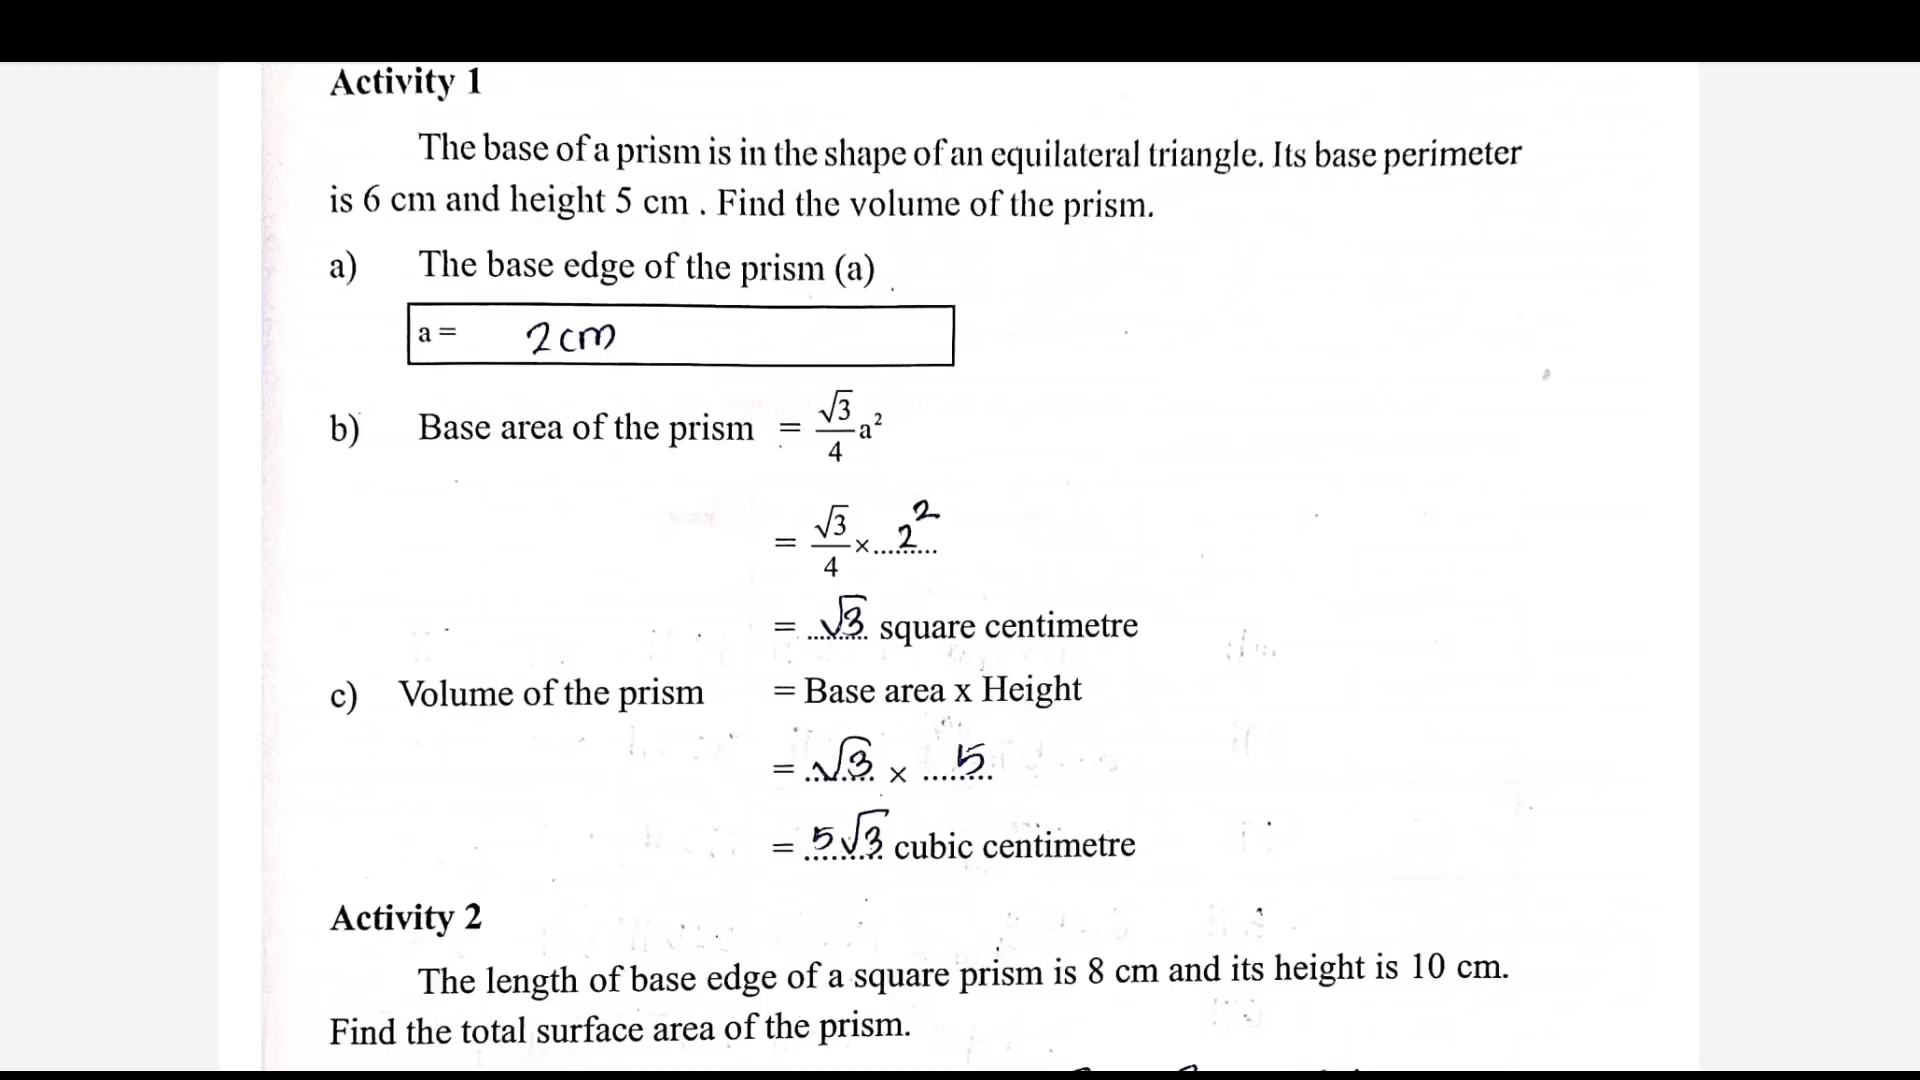 Activity 1
The base of a prism is in the shape of an equilateral triangle. Its base perimeter
is 6 cm and height 5 cm . Find the volume of the prism.
a) The base edge of the prism (a)
a = 2 cm
b) Base area of the prism = √3/4 a²
= √3/4 × 2²
= √3 square centimetre
c) Volume of the prism = Base area x Height
= √3 × 5
= 5√3 cubic centimetre
Activity 2
The length of base edge of a square prism is 8 cm and its height is 10 cm.
Find the total surface area of the prism.